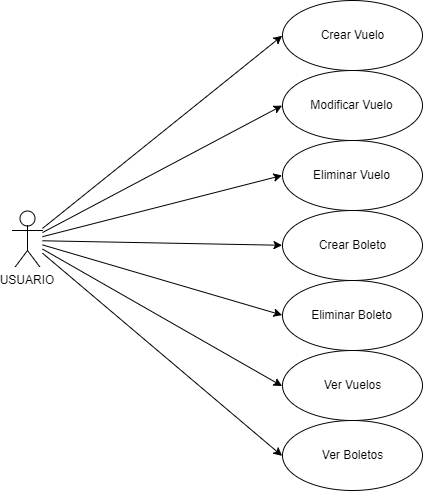 Crear Vuelo
Modificar Vuelo
Eliminar Vuelo
Crear Boleto
USUARIO
Eliminar Boleto
Ver Vuelos
Ver Boletos